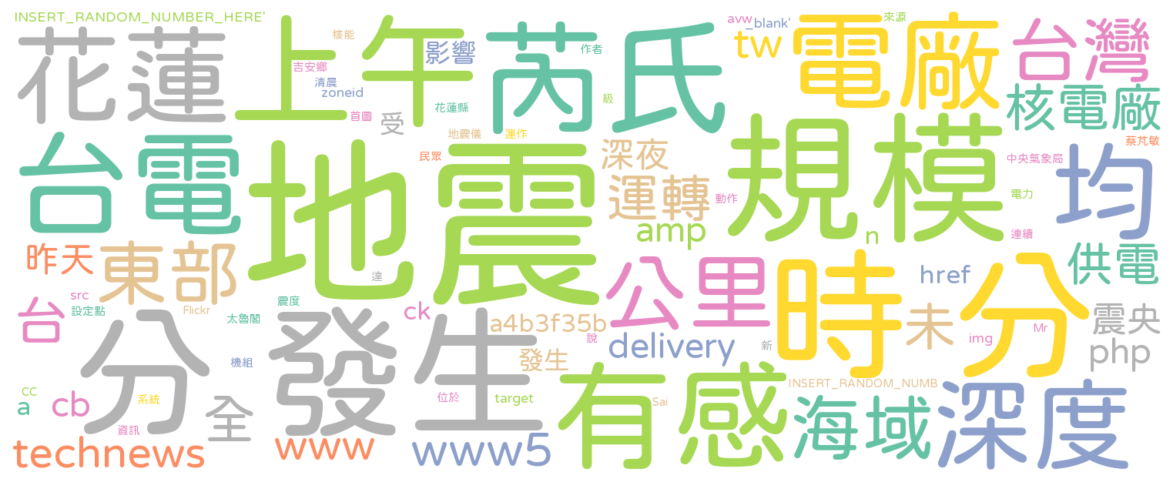 INSERT_RANDOM_NUMBER_HERE'
花蓮
上午
核能
影響
吉安鄉
清晨
zoneid
首圖
受
芮氏
作者
級
花蓮縣
avw
_blank'
tw
電廠
來源
台灣
核電廠
台電
地震
地震儀
運作
民眾
深夜
運轉
動作
amp
規模
n
蔡芃敏
中央氣象局
電力
連續
均
昨天
東部
台
src
設定點
Flickr
太魯閣
震度
達
ck
a4b3f35b
公里
說
delivery
發生
新
時
分
href
未
img
Mr
供電
震央
php
分
發生
機組
cc
a
cb
系統
資訊
全
位於
target
有感
Sai
INSERT_RANDOM_NUMB
海域
深度
technews
www
www5